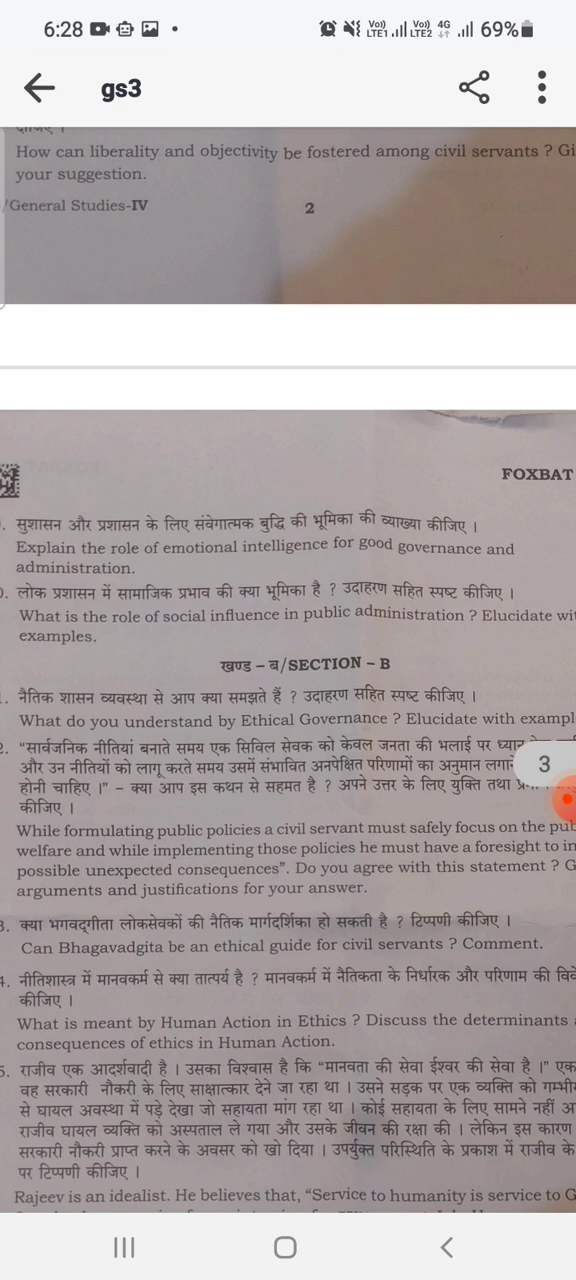 6:28
Vo)) LTE1 Vo)) LTE2 4G 69%
gs3
How can liberality and objectivity be fostered among civil servants ? Gi
your suggestion.
/General Studies-IV
2
FOXBAT
. सुशासन और प्रशासन के लिए संवेगात्मक बुद्धि की भूमिका की व्याख्या कीजिए ।
Explain the role of emotional intelligence for good governance and
administration.
0. लोक प्रशासन में सामाजिक प्रभाव की क्या भूमिका है ? उदाहरण सहित स्पष्ट कीजिए ।
What is the role of social influence in public administration ? Elucidate wi
examples.
खण्ड – ब/SECTION – B
. नैतिक शासन व्यवस्था से आप क्या समझते हैं ? उदाहरण सहित स्पष्ट कीजिए ।
What do you understand by Ethical Governance ? Elucidate with exampl
2. “सार्वजनिक नीतियां बनाते समय एक सिविल सेवक को केवल जनता की भलाई पर ध्यान
और उन नीतियों को लागू करते समय उसमें संभावित अनपेक्षित परिणामों का अनुमान लगाने
3
होनी चाहिए ।” – क्या आप इस कथन से सहमत है ? अपने उत्तर के लिए युक्ति तथा
कीजिए ।
While formulating public policies a civil servant must safely focus on the pub
welfare and while implementing those policies he must have a foresight to in
possible unexpected consequences”. Do you agree with this statement ? G
arguments and justifications for your answer.
3. क्या भगवद्गीता लोकसेवकों की नैतिक मार्गदर्शिका हो सकती है ? टिप्पणी कीजिए ।
Can Bhagavadgita be an ethical guide for civil servants ? Comment.
4. नीतिशास्त्र में मानवकर्म से क्या तात्पर्य है ? मानवकर्म में नैतिकता के निर्धारक और परिणाम की विवे
कीजिए ।
What is meant by Human Action in Ethics ? Discuss the determinants
consequences of ethics in Human Action.
5. राजीव एक आदर्शवादी है । उसका विश्वास है कि “मानवता की सेवा ईश्वर की सेवा है ।” एक
वह सरकारी नौकरी के लिए साक्षात्कार देने जा रहा था । उसने सड़क पर एक व्यक्ति को गम्भी
से घायल अवस्था में पड़े देखा जो सहायता मांग रहा था । कोई सहायता के लिए सामने नहीं अ
राजीव घायल व्यक्ति को अस्पताल ले गया और उसके जीवन की रक्षा की । लेकिन इस कारण
सरकारी नौकरी प्राप्त करने के अवसर को खो दिया । उपर्युक्त परिस्थिति के प्रकाश में राजीव के
पर टिप्पणी कीजिए ।
Rajeev is an idealist. He believes that, “Service to humanity is service to G